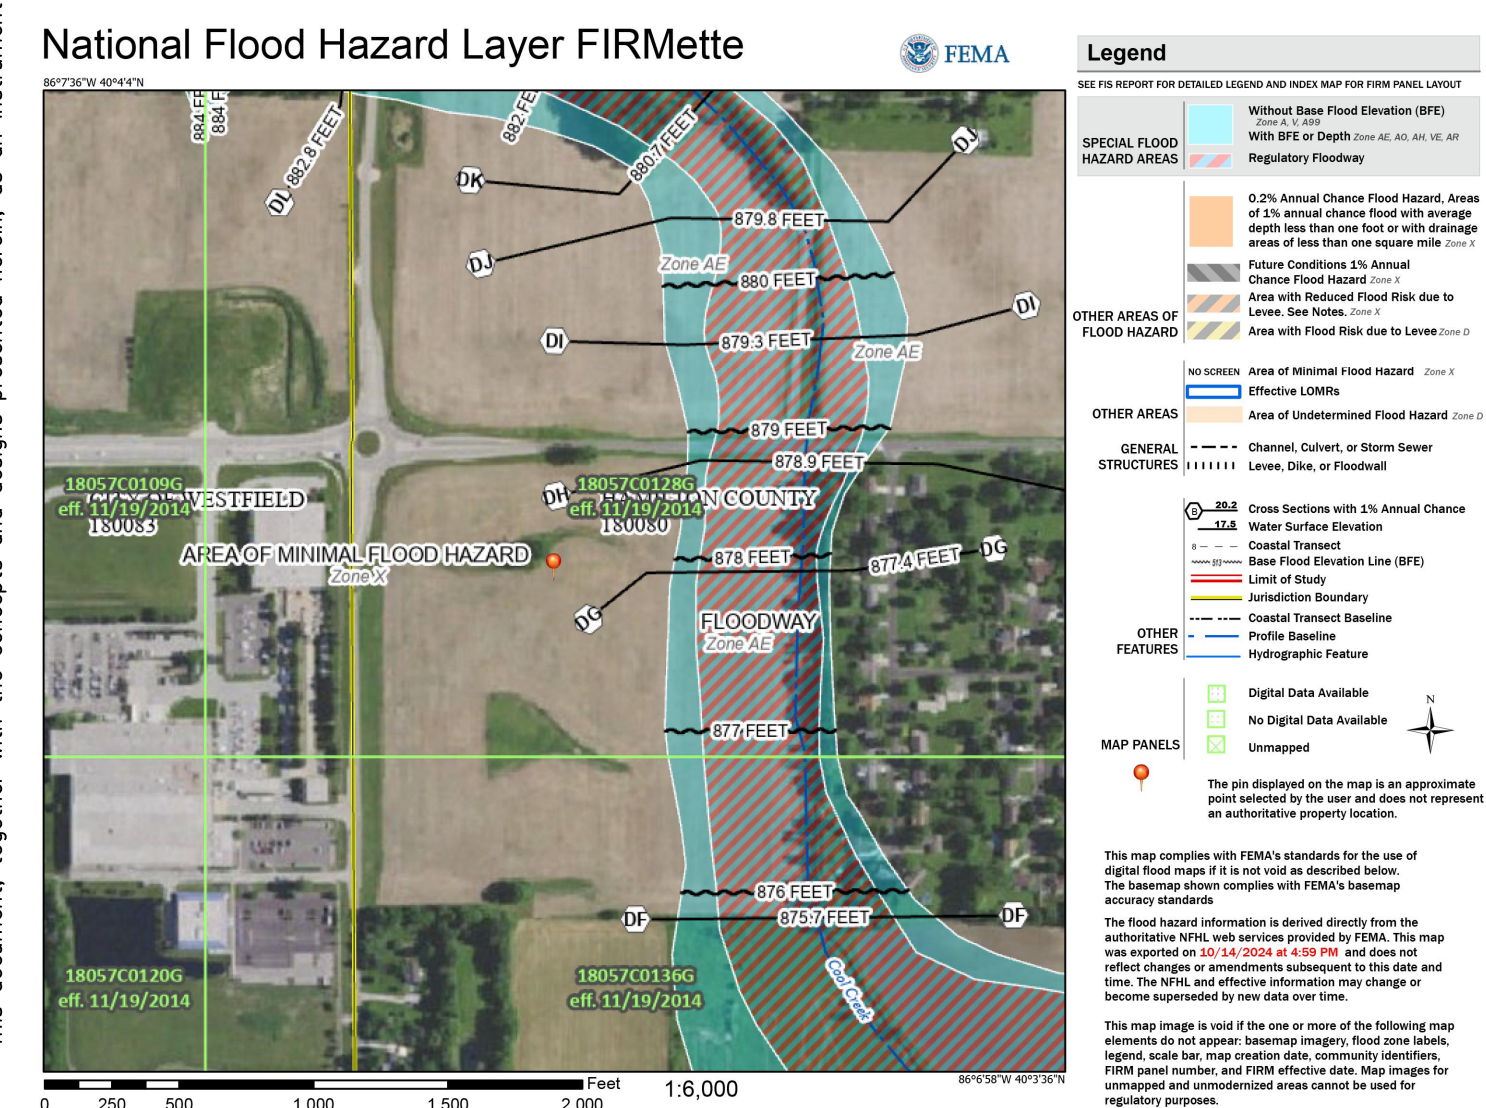 National Flood Hazard Layer FIRMette
FEMA
86°7'36"W 40°4'4"N
884 F
882.8 FEET
DL
882 FEE
880.7 FEET
DK
DJ
879.8 FEET
DJ
Zone AE
880 FEET
DI
879.3 FEET
DI
Zone AE
879 FEET
878.9 FEET
DH
18057C0109G
eff. 11/19/2014
CITY OF WESTFIELD
180083
18057C0128G
eff. 11/19/2014
HAMILTON COUNTY
180080
AREA OF MINIMAL FLOOD HAZARD
Zone X
878 FEET
877.4 FEET
DG
DG
FLOODWAY
Zone AE
877 FEET
876 FEET
DF
875.7 FEET
DF
18057C0120G
eff. 11/19/2014
18057C0136G
eff. 11/19/2014
Cool Creek
Feet
1:6,000
86°6'58"W 40°3'36"N
0 250 500 1,000 1,500 2,000
Legend
SEE FIS REPORT FOR DETAILED LEGEND AND INDEX MAP FOR FIRM PANEL LAYOUT
SPECIAL FLOOD
HAZARD AREAS
Without Base Flood Elevation (BFE)
Zone A, V, A99
With BFE or Depth Zone AE, AO, AH, VE, AR
Regulatory Floodway
OTHER AREAS OF
FLOOD HAZARD
0.2% Annual Chance Flood Hazard, Areas
of 1% annual chance flood with average
depth less than one foot or with drainage
areas of less than one square mile Zone X
Future Conditions 1% Annual
Chance Flood Hazard Zone X
Area with Reduced Flood Risk due to
Levee. See Notes. Zone X
Area with Flood Risk due to Levee Zone D
OTHER AREAS
NO SCREEN Area of Minimal Flood Hazard Zone X
Effective LOMRs
Area of Undetermined Flood Hazard Zone D
GENERAL
STRUCTURES
Channel, Culvert, or Storm Sewer
Levee, Dike, or Floodwall
OTHER
FEATURES
B 20.2 Cross Sections with 1% Annual Chance
17.5 Water Surface Elevation
8 Coastal Transect
513 Base Flood Elevation Line (BFE)
Limit of Study
Jurisdiction Boundary
Coastal Transect Baseline
Profile Baseline
Hydrographic Feature
MAP PANELS
Digital Data Available
No Digital Data Available
Unmapped
N
The pin displayed on the map is an approximate
point selected by the user and does not represent
an authoritative property location.
This map complies with FEMA's standards for the use of
digital flood maps if it is not void as described below.
The basemap shown complies with FEMA's basemap
accuracy standards
The flood hazard information is derived directly from the
authoritative NFHL web services provided by FEMA. This map
was exported on 10/14/2024 at 4:59 PM and does not
reflect changes or amendments subsequent to this date and
time. The NFHL and effective information may change or
become superseded by new data over time.
This map image is void if the one or more of the following map
elements do not appear: basemap imagery, flood zone labels,
legend, scale bar, map creation date, community identifiers,
FIRM panel number, and FIRM effective date. Map images for
unmapped and unmodernized areas cannot be used for
regulatory purposes.